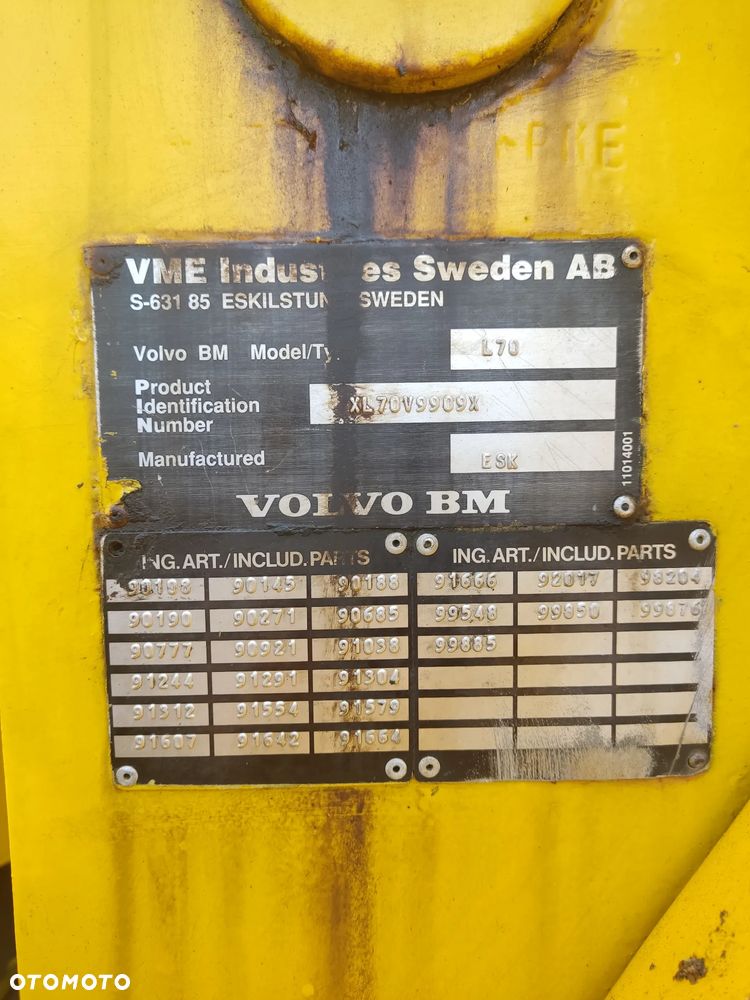 PKE
VME Indus es Sweden AB
S-631 85 ESKILSTUN SWEDEN
Volvo BM Model/Ty L70
Product
Identification XL70V9909X
Number
Manufactured ESK
11014001
VOLVO BM
ING. ART./INCLUD. PARTS
90145 90188
90190 90271 90685
90777 90921 91038
91244 91291 91304
91312 91554 91579
91607 91642 91664
ING. ART./INCLUD. PARTS
91666 92017 98204
99548 99850 99876
99885
OTOMOTO